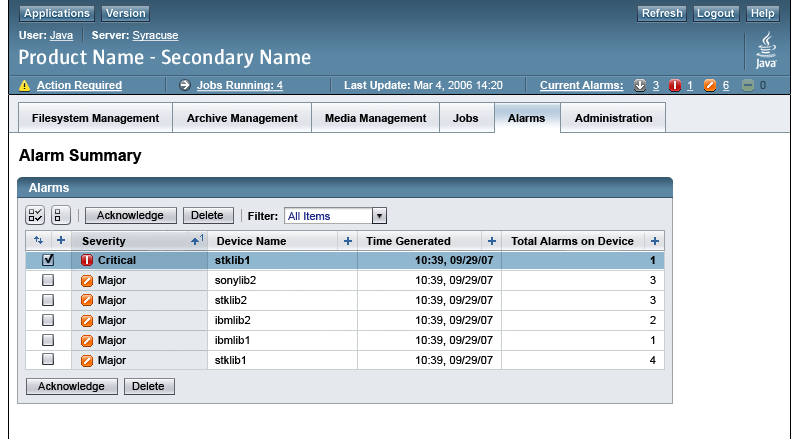 Applications Version Refresh Logout Help
User: Java Server: Syracuse
Product Name - Secondary Name
Java
Action Required Jobs Running: 4 Last Update: Mar 4, 2006 14:20 Current Alarms: 3 1 6 0
Filesystem Management Archive Management Media Management Jobs Alarms Administration
Alarm Summary
Alarms
Acknowledge Delete Filter: All Items
Severity 1 Device Name Time Generated Total Alarms on Device
Critical stklib1 10:39, 09/29/07 1
Major sonylib2 10:39, 09/29/07 3
Major stklib2 10:39, 09/29/07 3
Major ibmlib2 10:39, 09/29/07 2
Major ibmlib1 10:39, 09/29/07 1
Major stklib1 10:39, 09/29/07 4
Acknowledge Delete